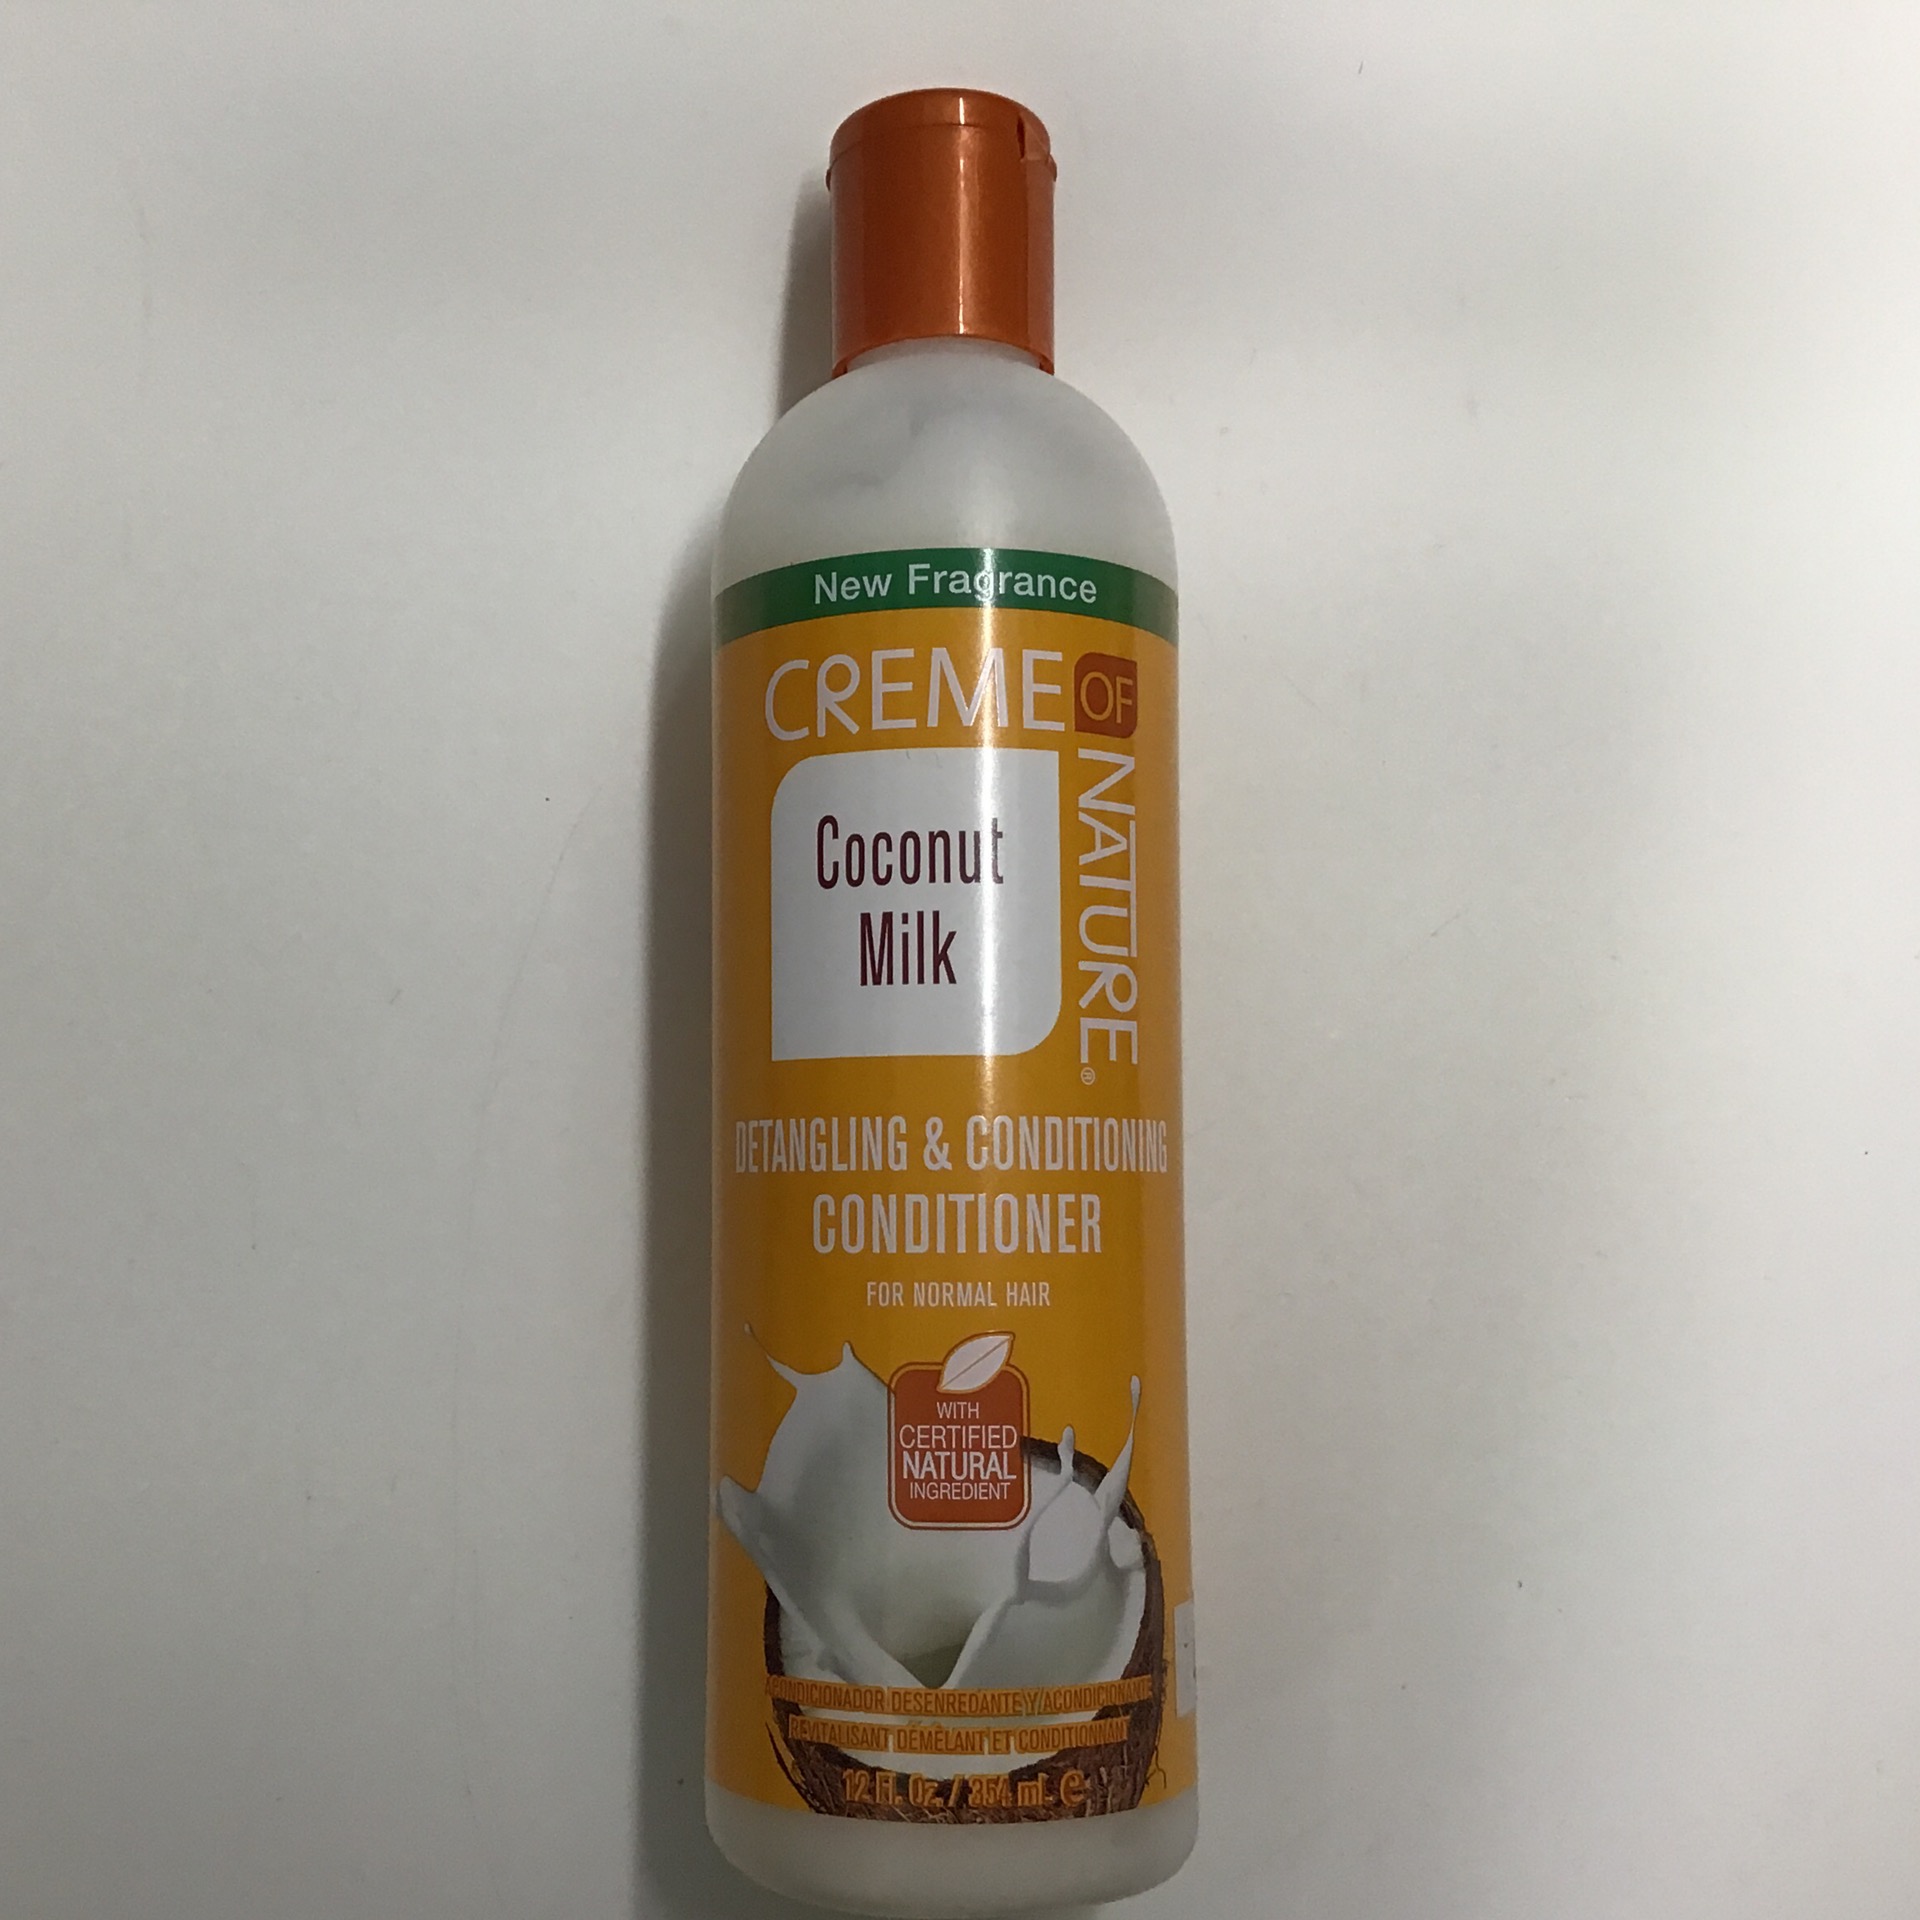 New Fragrance
CREME OF NATURE®
Coconut
Milk
DETANGLING & CONDITIONING
CONDITIONER
FOR NORMAL HAIR
WITH
CERTIFIED
NATURAL
INGREDIENT
ACONDICIONADOR DESENREDANTE Y ACONDICIONANTE
REVITALISANT DÉMÊLANT ET CONDITIONNANT
12 Fl. Oz. / 354 mL e